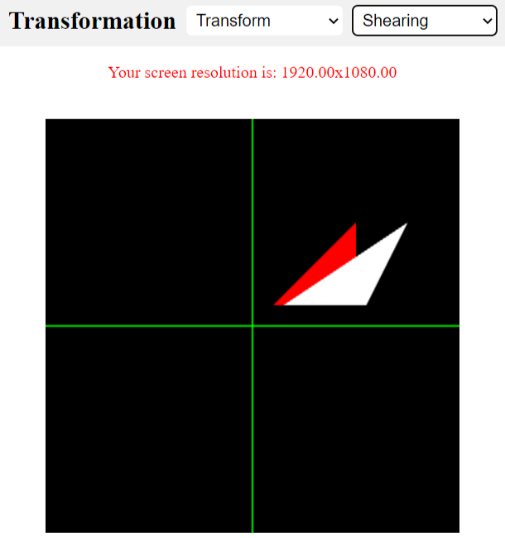 Transformation Transform Shearing
Your screen resolution is: 1920.00x1080.00